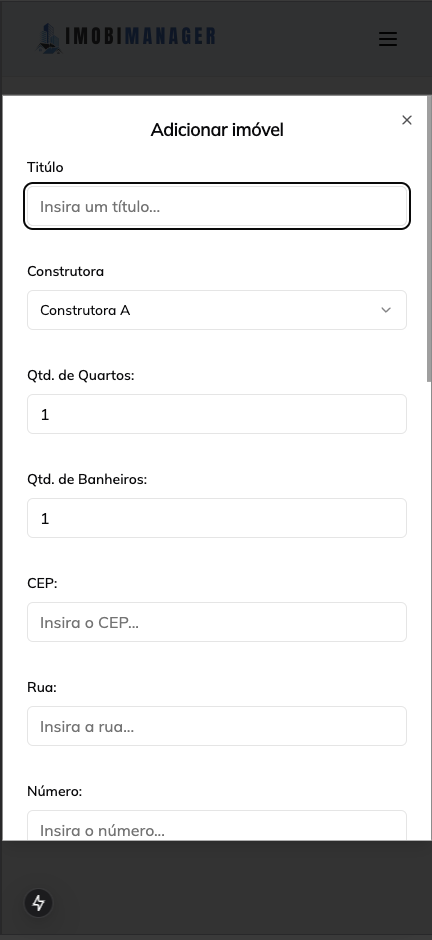 IMOBIMANAGER
Adicionar imóvel
Titúlo
Insira um título...
Construtora
Construtora A
Qtd. de Quartos:
1
Qtd. de Banheiros:
1
CEP:
Insira o CEP...
Rua:
Insira a rua...
Número:
Insira o número...